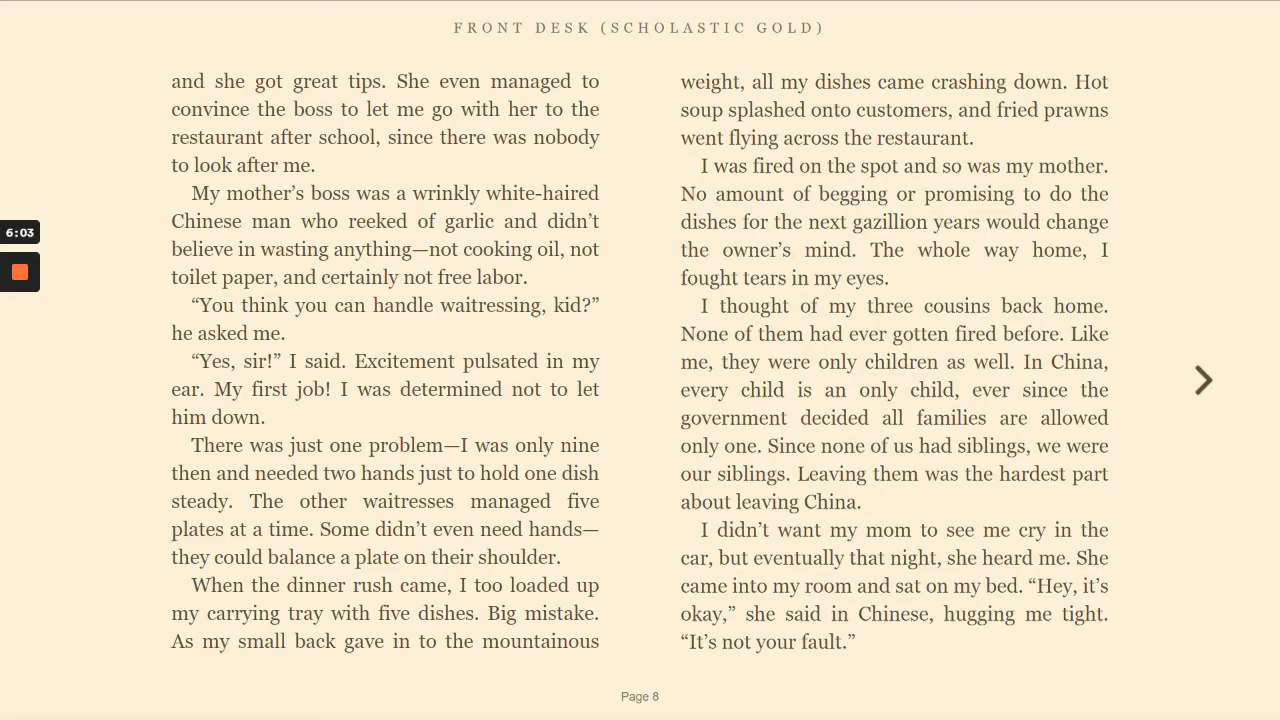 FRONT DESK (SCHOLASTIC GOLD)
and she got great tips. She even managed to
convince the boss to let me go with her to the
restaurant after school, since there was nobody
to look after me.
My mother’s boss was a wrinkly white-haired
Chinese man who reeked of garlic and didn’t
believe in wasting anything—not cooking oil, not
toilet paper, and certainly not free labor.
“You think you can handle waitressing, kid?”
he asked me.
“Yes, sir!” I said. Excitement pulsated in my
ear. My first job! I was determined not to let
him down.
There was just one problem—I was only nine
then and needed two hands just to hold one dish
steady. The other waitresses managed five
plates at a time. Some didn’t even need hands—
they could balance a plate on their shoulder.
When the dinner rush came, I too loaded up
my carrying tray with five dishes. Big mistake.
As my small back gave in to the mountainous
weight, all my dishes came crashing down. Hot
soup splashed onto customers, and fried prawns
went flying across the restaurant.
I was fired on the spot and so was my mother.
No amount of begging or promising to do the
dishes for the next gazillion years would change
the owner’s mind. The whole way home, I
fought tears in my eyes.
I thought of my three cousins back home.
None of them had ever gotten fired before. Like
me, they were only children as well. In China,
every child is an only child, ever since the
government decided all families are allowed
only one. Since none of us had siblings, we were
our siblings. Leaving them was the hardest part
about leaving China.
I didn’t want my mom to see me cry in the
car, but eventually that night, she heard me. She
came into my room and sat on my bed. “Hey, it’s
okay,” she said in Chinese, hugging me tight.
“It’s not your fault.”
6:03
Page 8